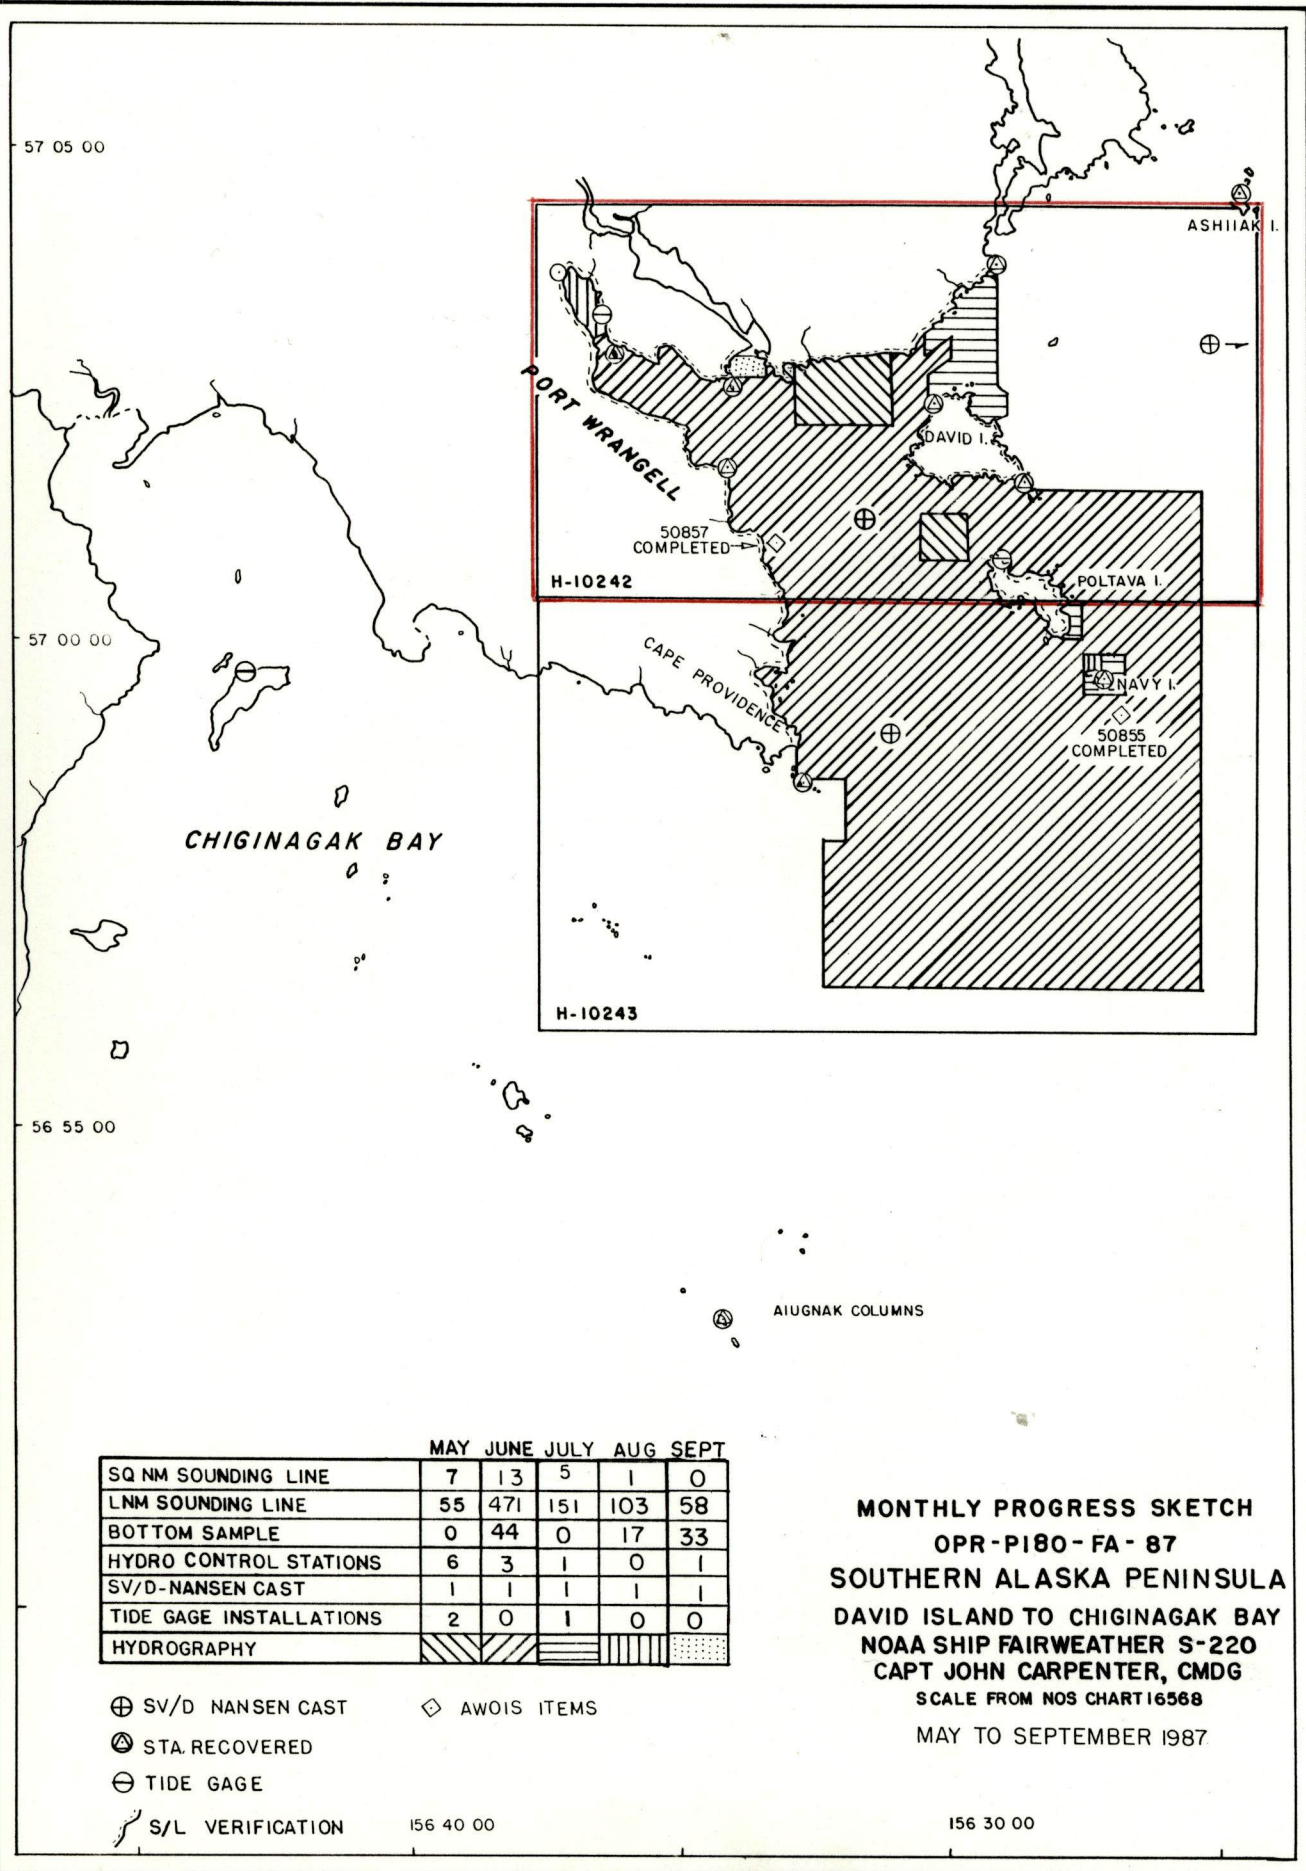 57 05 00
ASHIIAK I.
PORT WRANGELL
DAVID I.
50857
COMPLETED
H-10242
POLTAVA I.
57 00 00
CAPE PROVIDENCE
NAVY I.
50855
COMPLETED
CHIGINAGAK BAY
H-10243
56 55 00
AIUGNAK COLUMNS
MAY JUNE JULY AUG SEPT
SQ NM SOUNDING LINE 7 13 5 1 0
LNM SOUNDING LINE 55 471 151 103 58
BOTTOM SAMPLE 0 44 0 17 33
HYDRO CONTROL STATIONS 6 3 1 0 1
SV/D-NANSEN CAST 1 1 1 1 1
TIDE GAGE INSTALLATIONS 2 0 1 0 0
HYDROGRAPHY
MONTHLY PROGRESS SKETCH
OPR-P180-FA-87
SOUTHERN ALASKA PENINSULA
DAVID ISLAND TO CHIGINAGAK BAY
NOAA SHIP FAIRWEATHER S-220
CAPT JOHN CARPENTER, CMDG
SCALE FROM NOS CHART 16568
MAY TO SEPTEMBER 1987
SV/D NANSEN CAST
AWOIS ITEMS
STA. RECOVERED
TIDE GAGE
S/L VERIFICATION
156 40 00
156 30 00